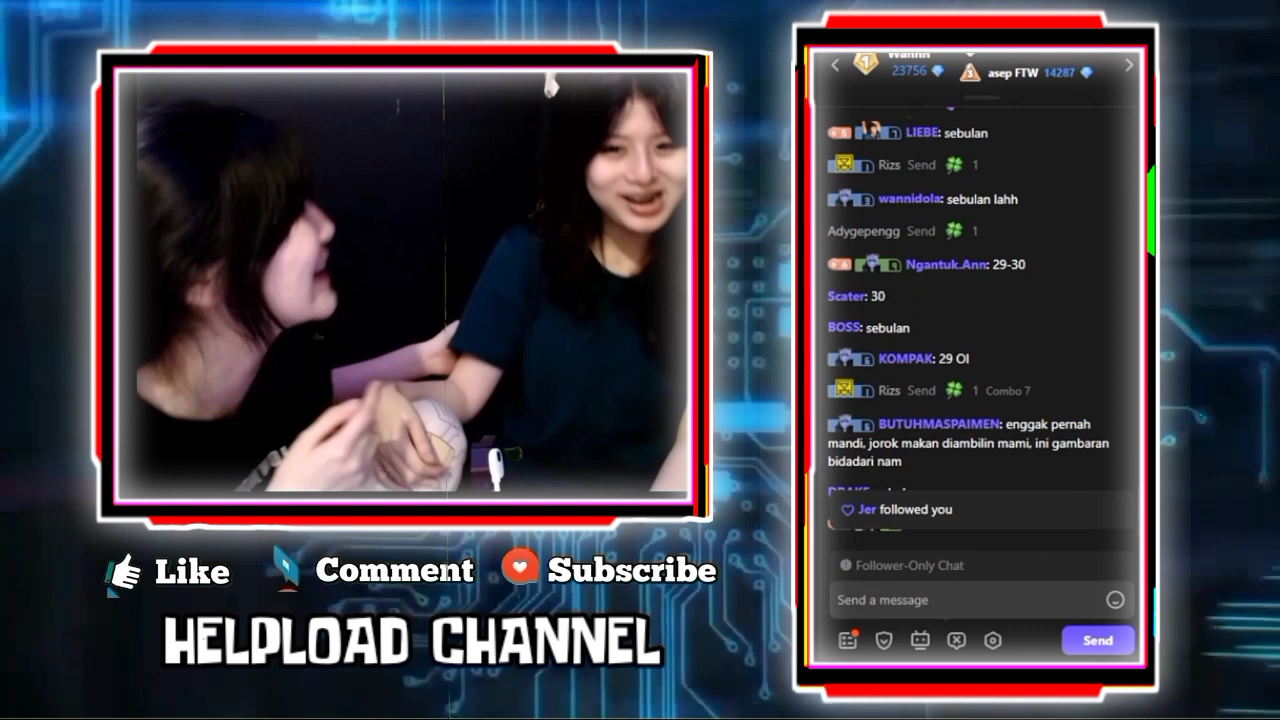 23756
asep FTW 14287
LIEBE: sebulan
Rizs Send 1
wannidola: sebulan lahh
Adygepengg Send 1
Ngantuk.Ann: 29-30
Scater: 30
BOSS: sebulan
KOMPAK: 29 OI
Rizs Send 1 Combo 7
BUTUHMASPAIMEN: enggak pernah
mandi, jorok makan diambilin mami, ini gambaran
bidadari nam
Jer followed you
Follower-Only Chat
Send a message
Send
Like
Comment
Subscribe
HELPLOAD CHANNEL